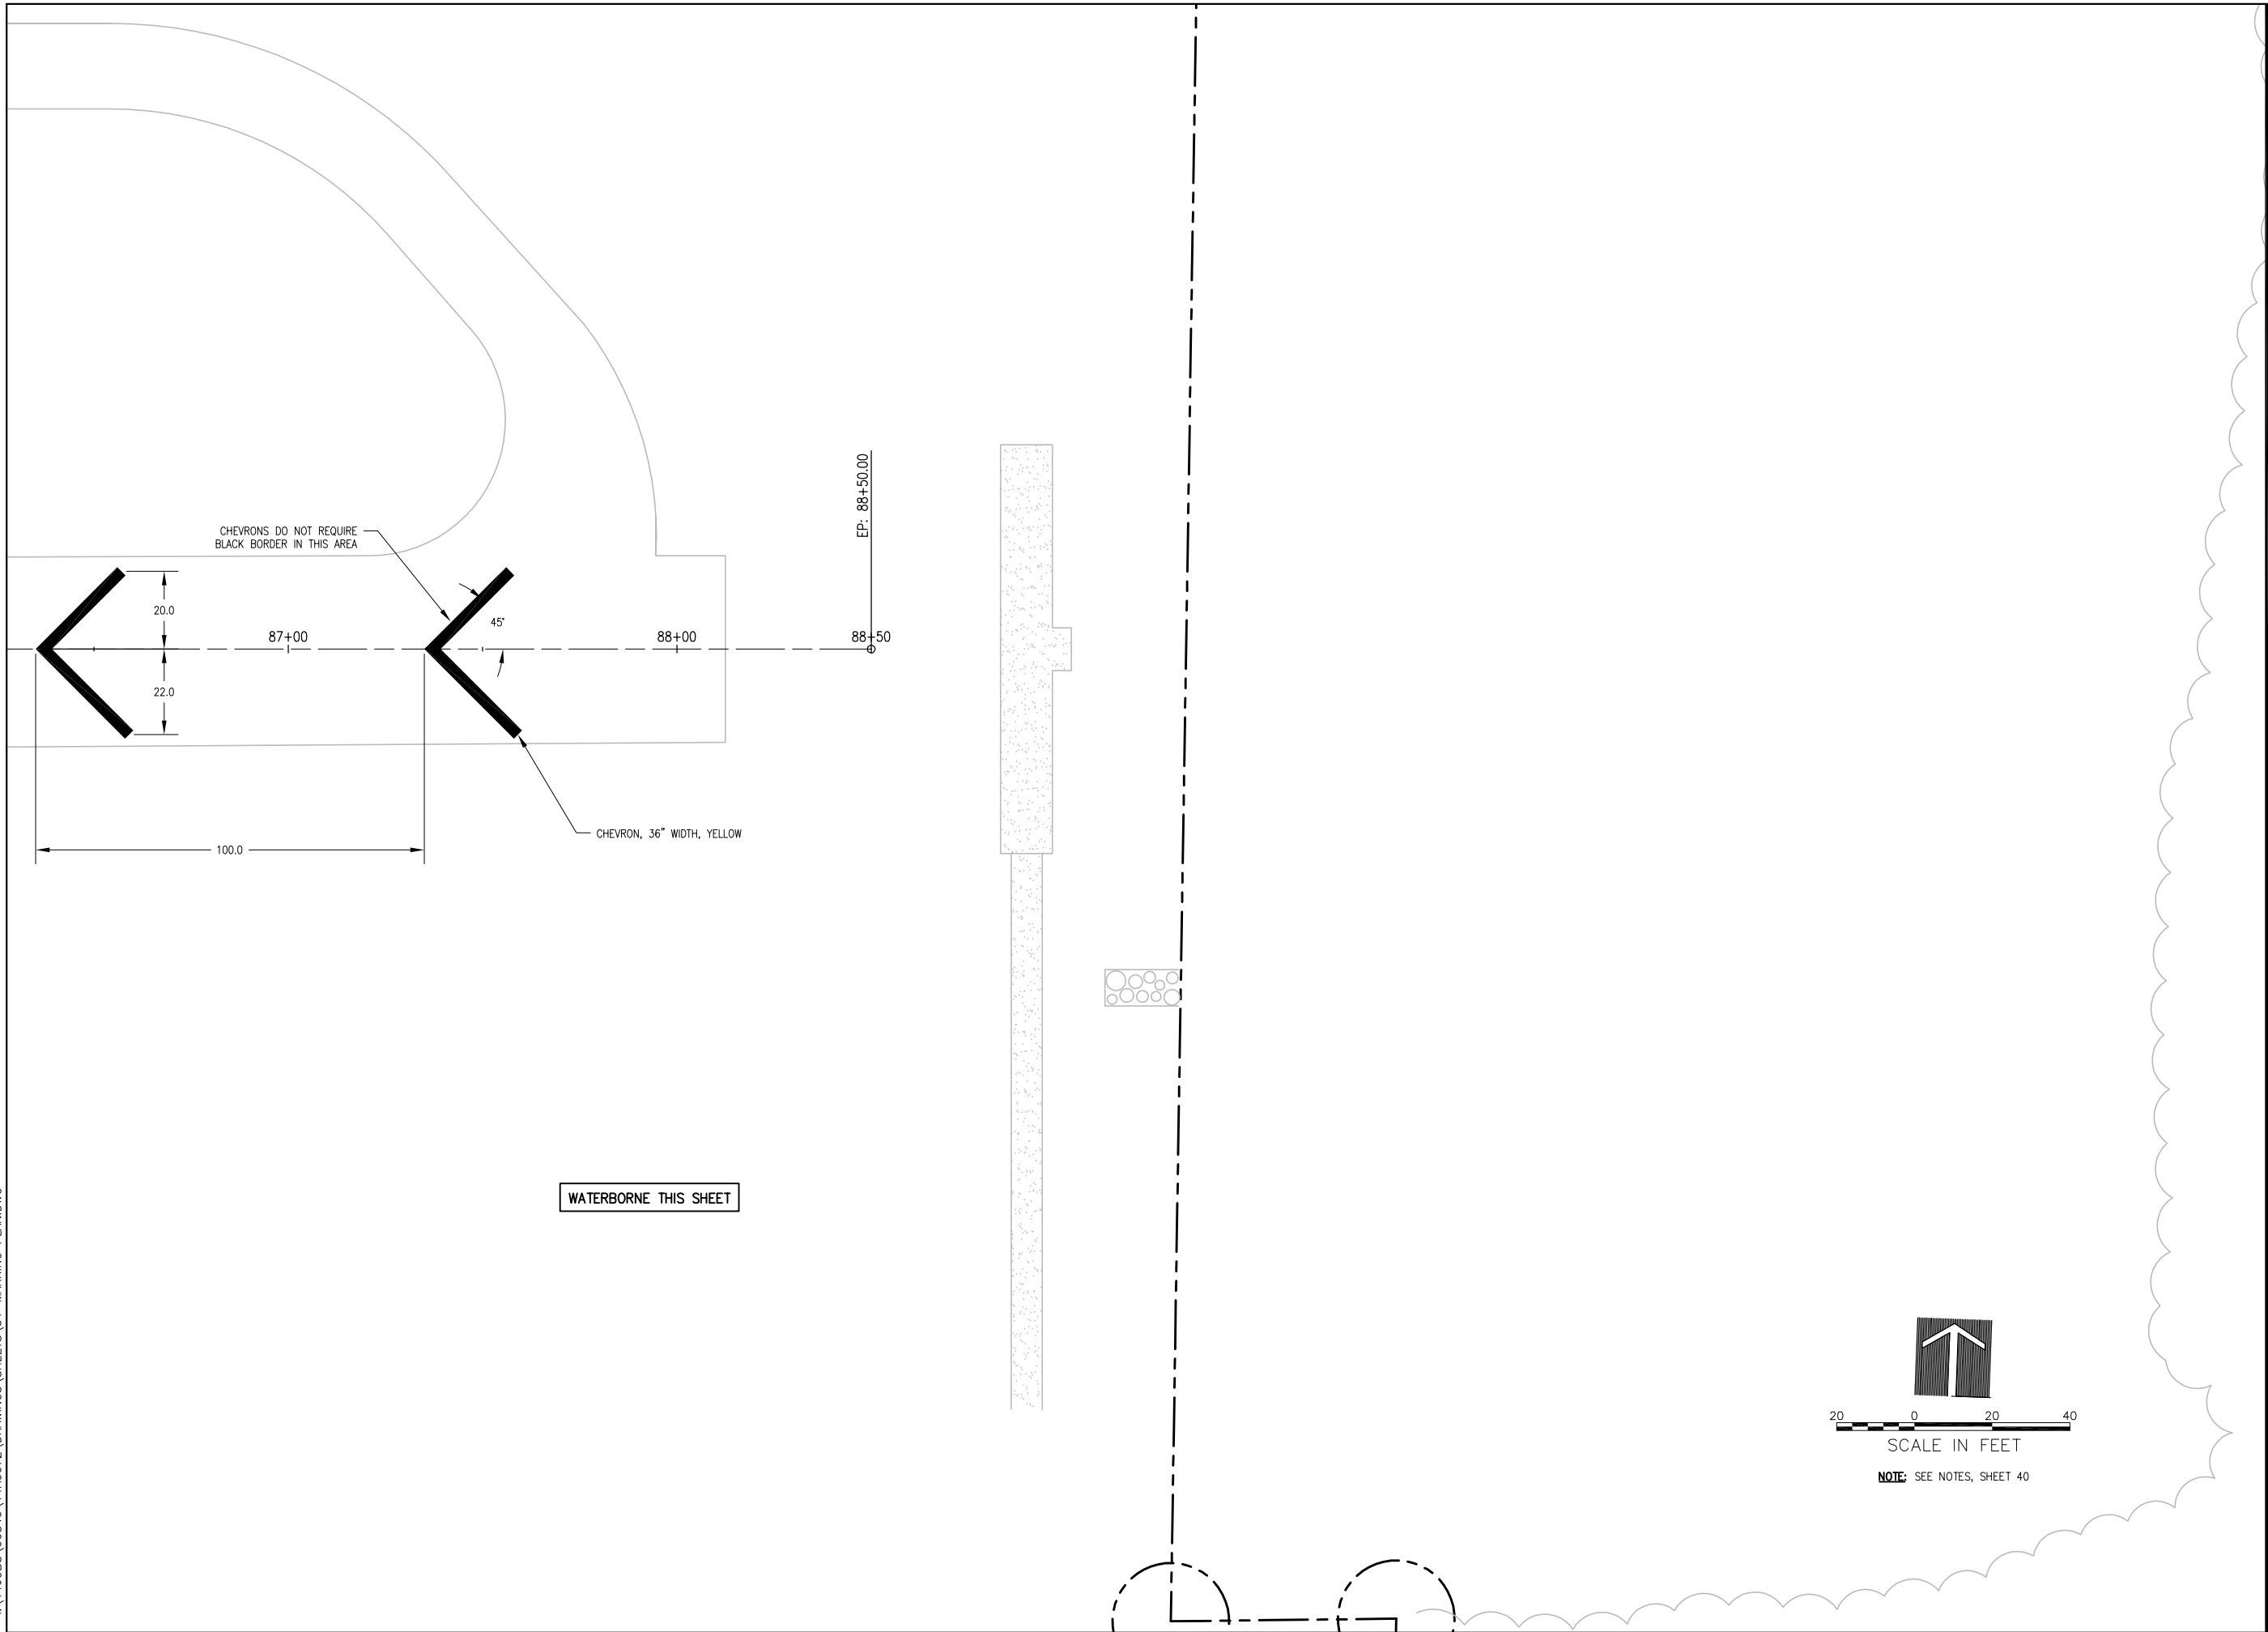 EP: 88+50.00
CHEVRONS DO NOT REQUIRE
BLACK BORDER IN THIS AREA
20.0
45°
87+00
88+00
88+50
22.0
CHEVRON, 36" WIDTH, YELLOW
100.0
WATERBORNE THIS SHEET
20 0 20 40
SCALE IN FEET
NOTE: SEE NOTES, SHEET 40